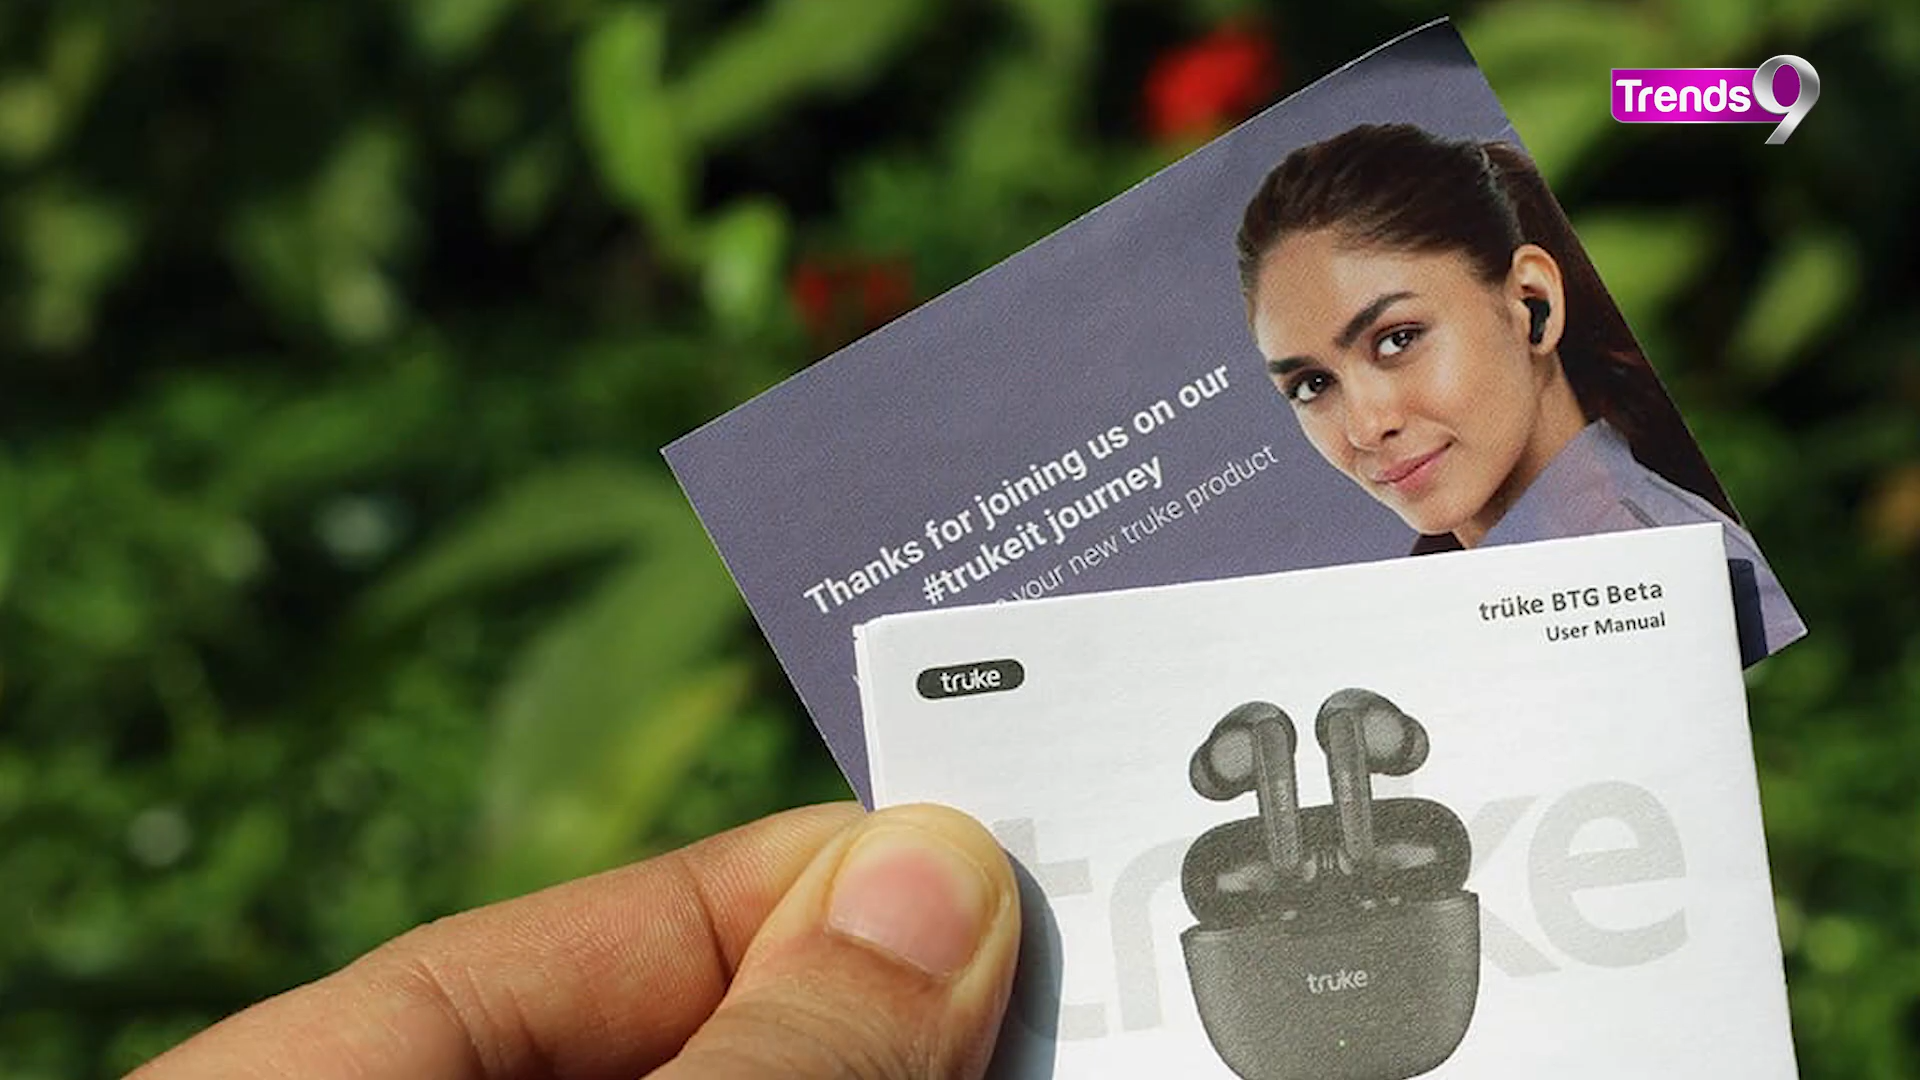 Trends9
Thanks for joining us on our
#trukeit journey
your new truke product
trüke BTG Beta
User Manual
trüke
trüke
trüke